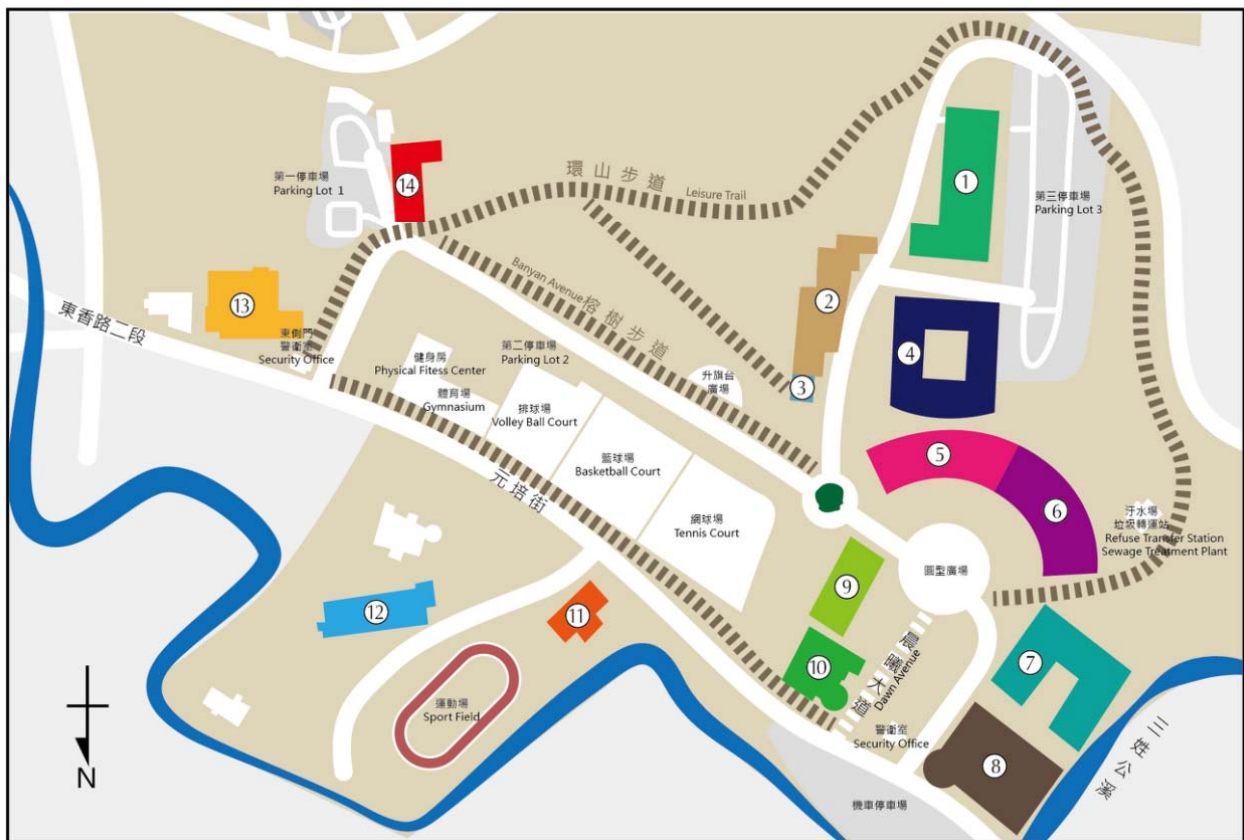 第一停車場
Parking Lot 1
⑭
環山步道
Leisure Trail
①
第三停車場
Parking Lot 3
⑬
東香路二段
東側門
警衛室
Security Office
Banyan Avenue
榕樹步道
②
③
④
健身房
Physical Fitess Center
體育場
Gymnasium
第二停車場
Parking Lot 2
排球場
Volley Ball Court
升旗台
廣場
籃球場
Basketball Court
元培街
網球場
Tennis Court
⑤
⑥
汙水場
垃圾轉運站
Refuse Transfer Station
Sewage Treatment Plant
圓型廣場
⑨
⑩
⑪
⑫
晨曦大道
Dawn Avenue
⑦
運動場
Sport Field
警衛室
Security Office
⑧
三姓公溪
機車停車場
N